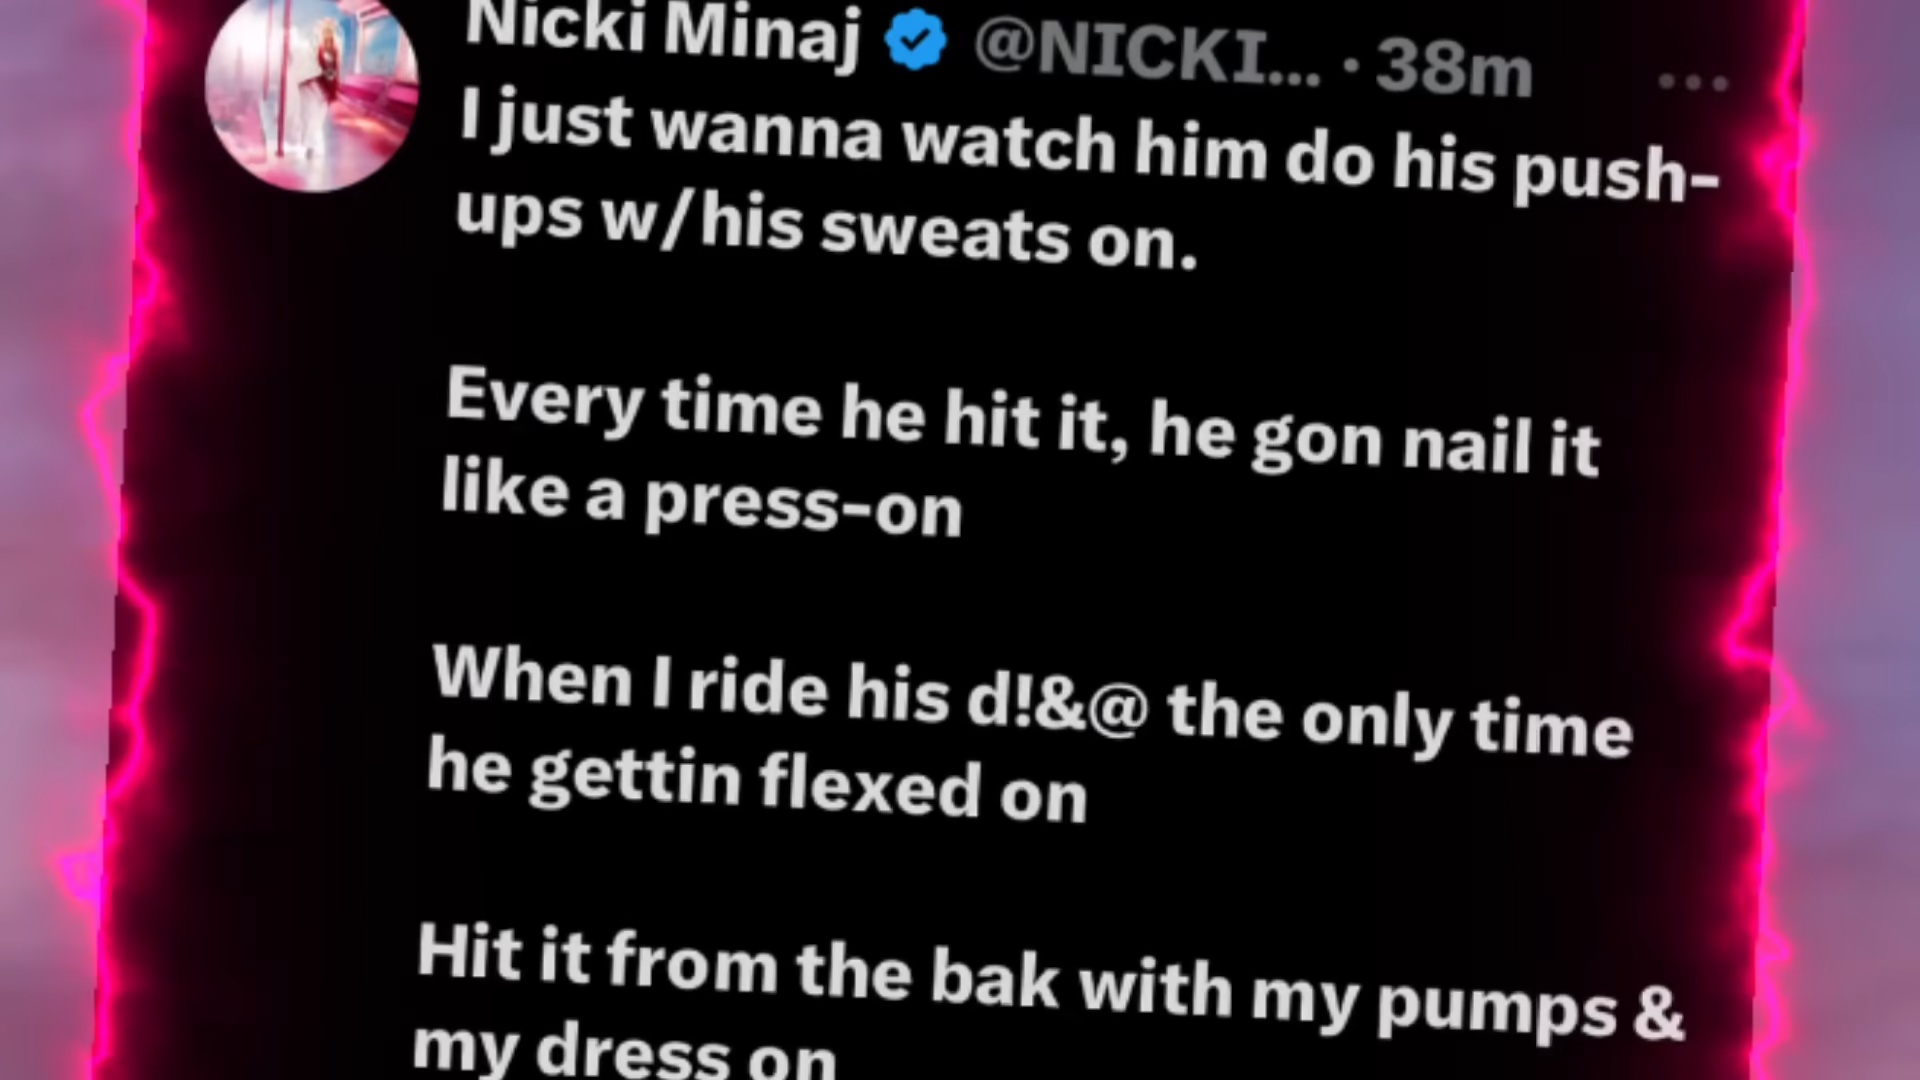 Nicki Minaj @NICKI... · 38m ...
I just wanna watch him do his push-
ups w/his sweats on.
Every time he hit it, he gon nail it
like a press-on
When I ride his d!&@ the only time
he gettin flexed on
Hit it from the bak with my pumps &
my dress on